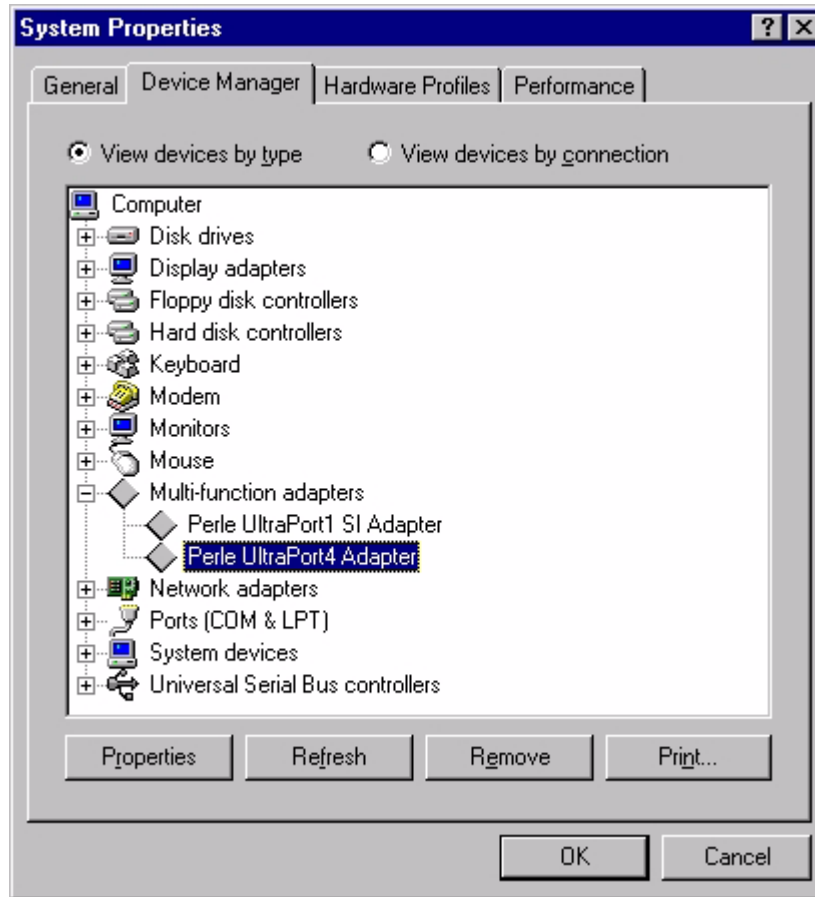 System Properties
General Device Manager Hardware Profiles Performance
View devices by type View devices by connection
Computer
Disk drives
Display adapters
Floppy disk controllers
Hard disk controllers
Keyboard
Modem
Monitors
Mouse
Multi-function adapters
Perle UltraPort1 SI Adapter
Perle UltraPort4 Adapter
Network adapters
Ports (COM & LPT)
System devices
Universal Serial Bus controllers
Properties Refresh Remove Print...
OK Cancel